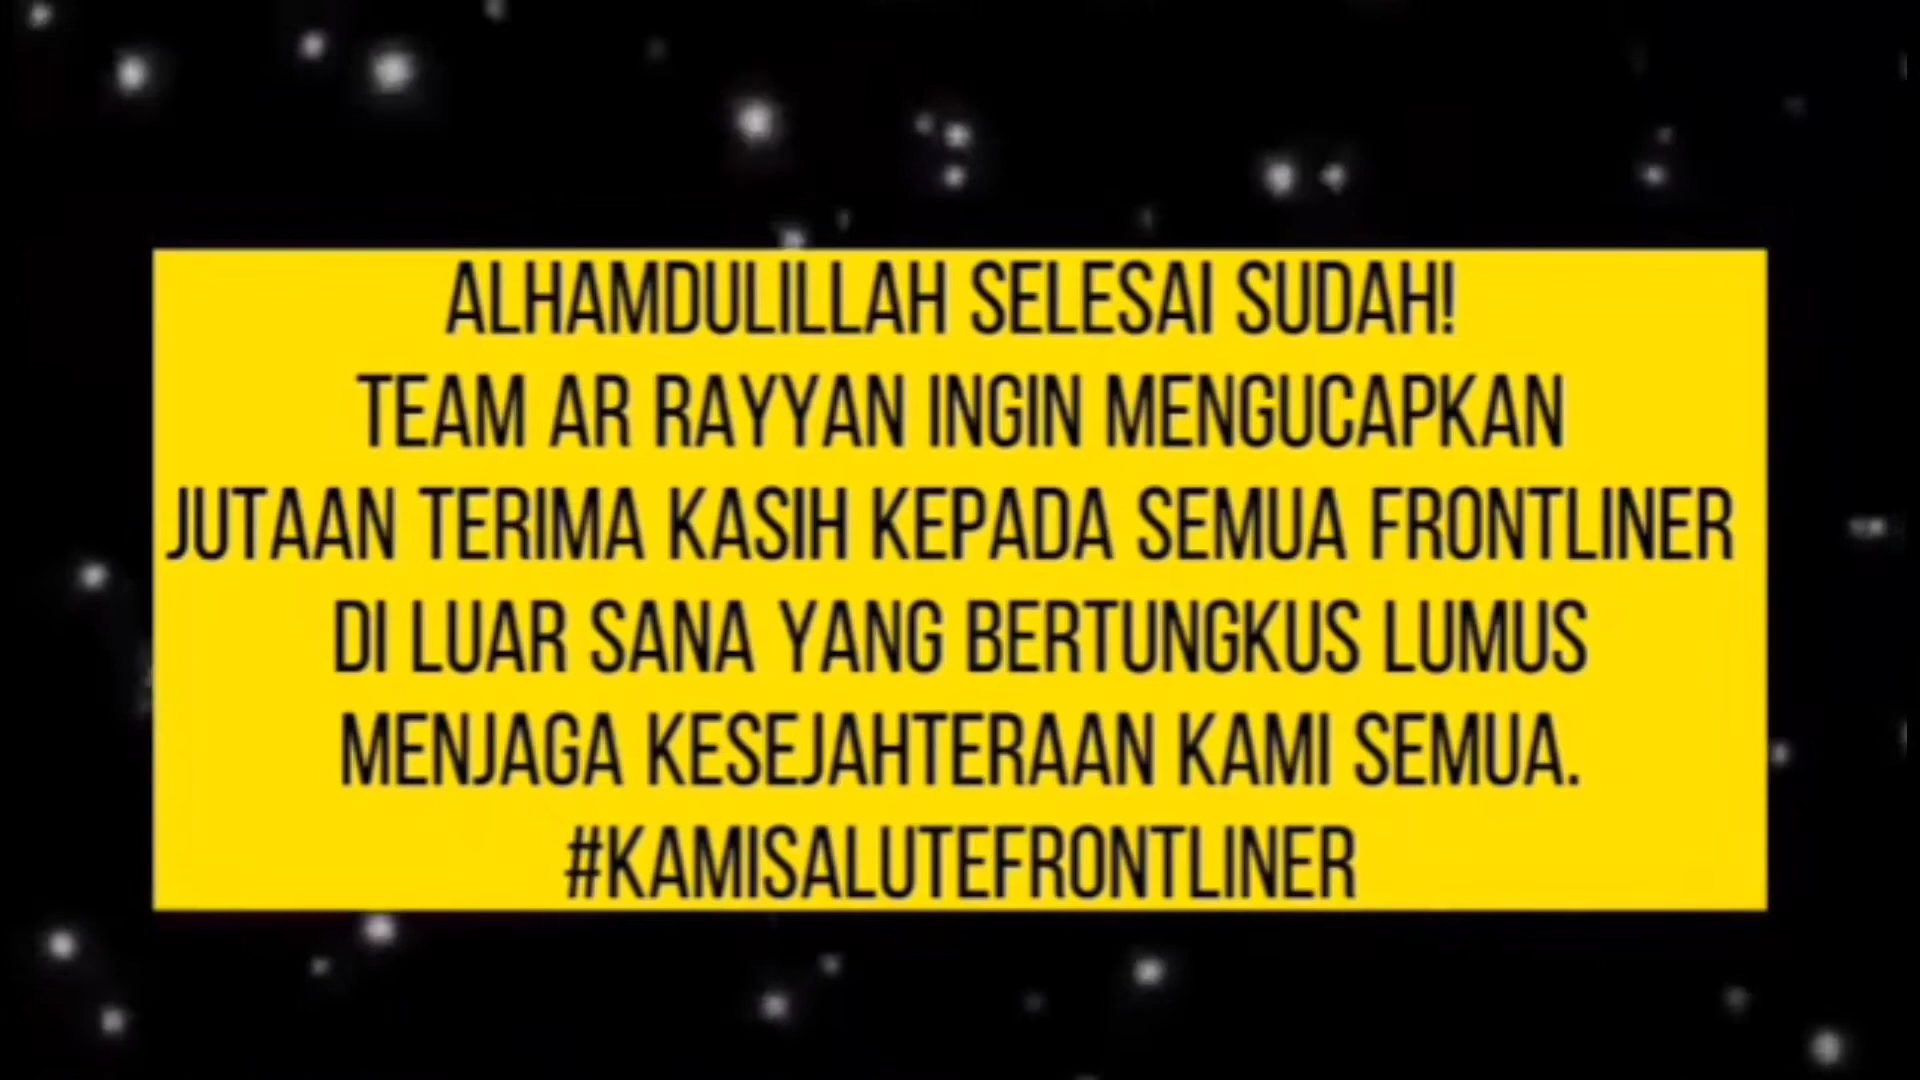 ALHAMDULILLAH SELESAI SUDAH!
TEAM AR RAYYAN INGIN MENGUCAPKAN
JUTAAN TERIMA KASIH KEPADA SEMUA FRONTLINER
DI LUAR SANA YANG BERTUNGKUS LUMUS
MENJAGA KESEJAHTERAAN KAMI SEMUA.
#KAMISALUTEFRONTLINER